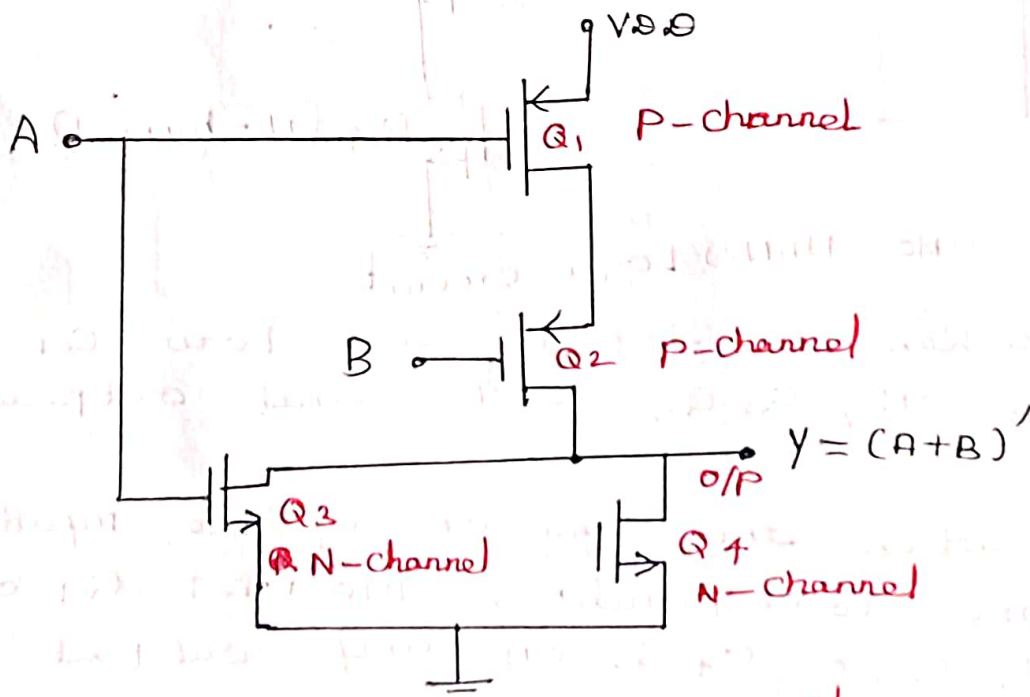 VDD
A
Q1 P-channel
B
Q2 P-channel
Y = (A+B)'
O/P
Q3
N-channel
Q4
N-channel